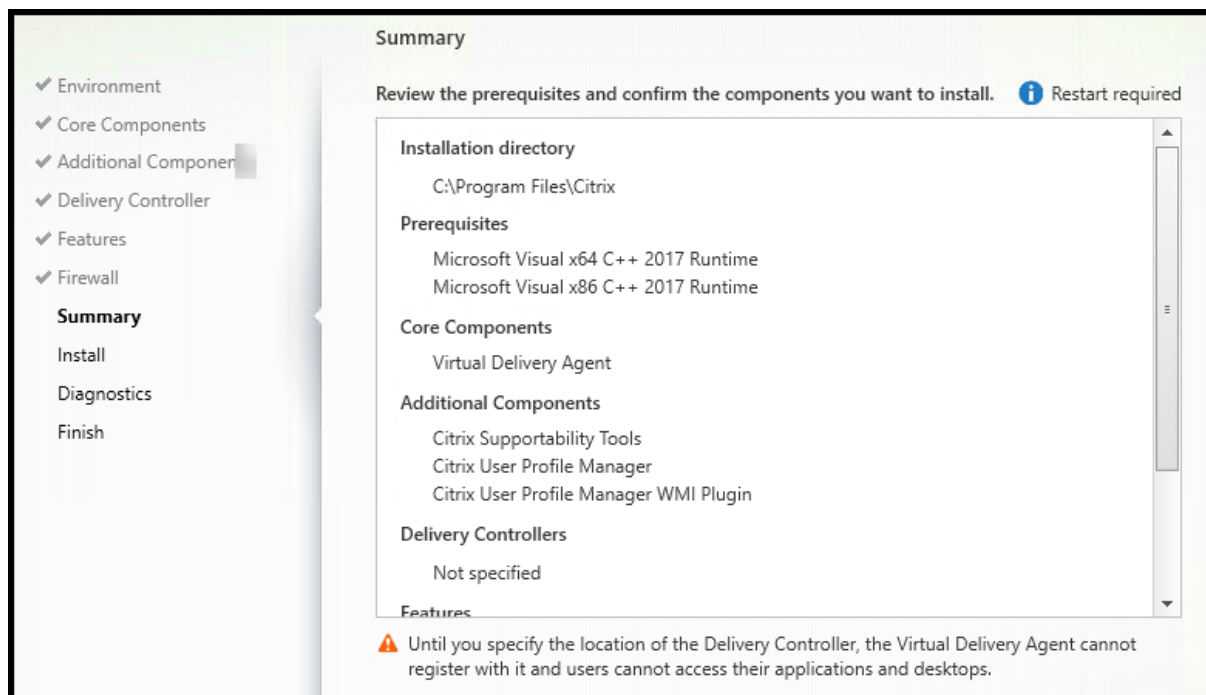 Summary
Environment
Core Components
Additional
Delivery Controller
Features
Firewall
Summary
Install
Diagnostics
Finish
Review the prerequisites and confirm the components you want to install.
Restart required
Installation directory
C:\Program Files\Citrix
Prerequisites
Microsoft Visual x64 C++ 2017 Runtime
Microsoft Visual x86 C++ 2017 Runtime
Core Components
Virtual Delivery Agent
Additional Components
Citrix Supportability Tools
Citrix User Profile Manager
Citrix User Profile Manager WMI Plugin
Delivery Controllers
Not specified
Features
Until you specify the location of the Delivery Controller, the Virtual Delivery Agent cannot
register with it and users cannot access their applications and desktops.